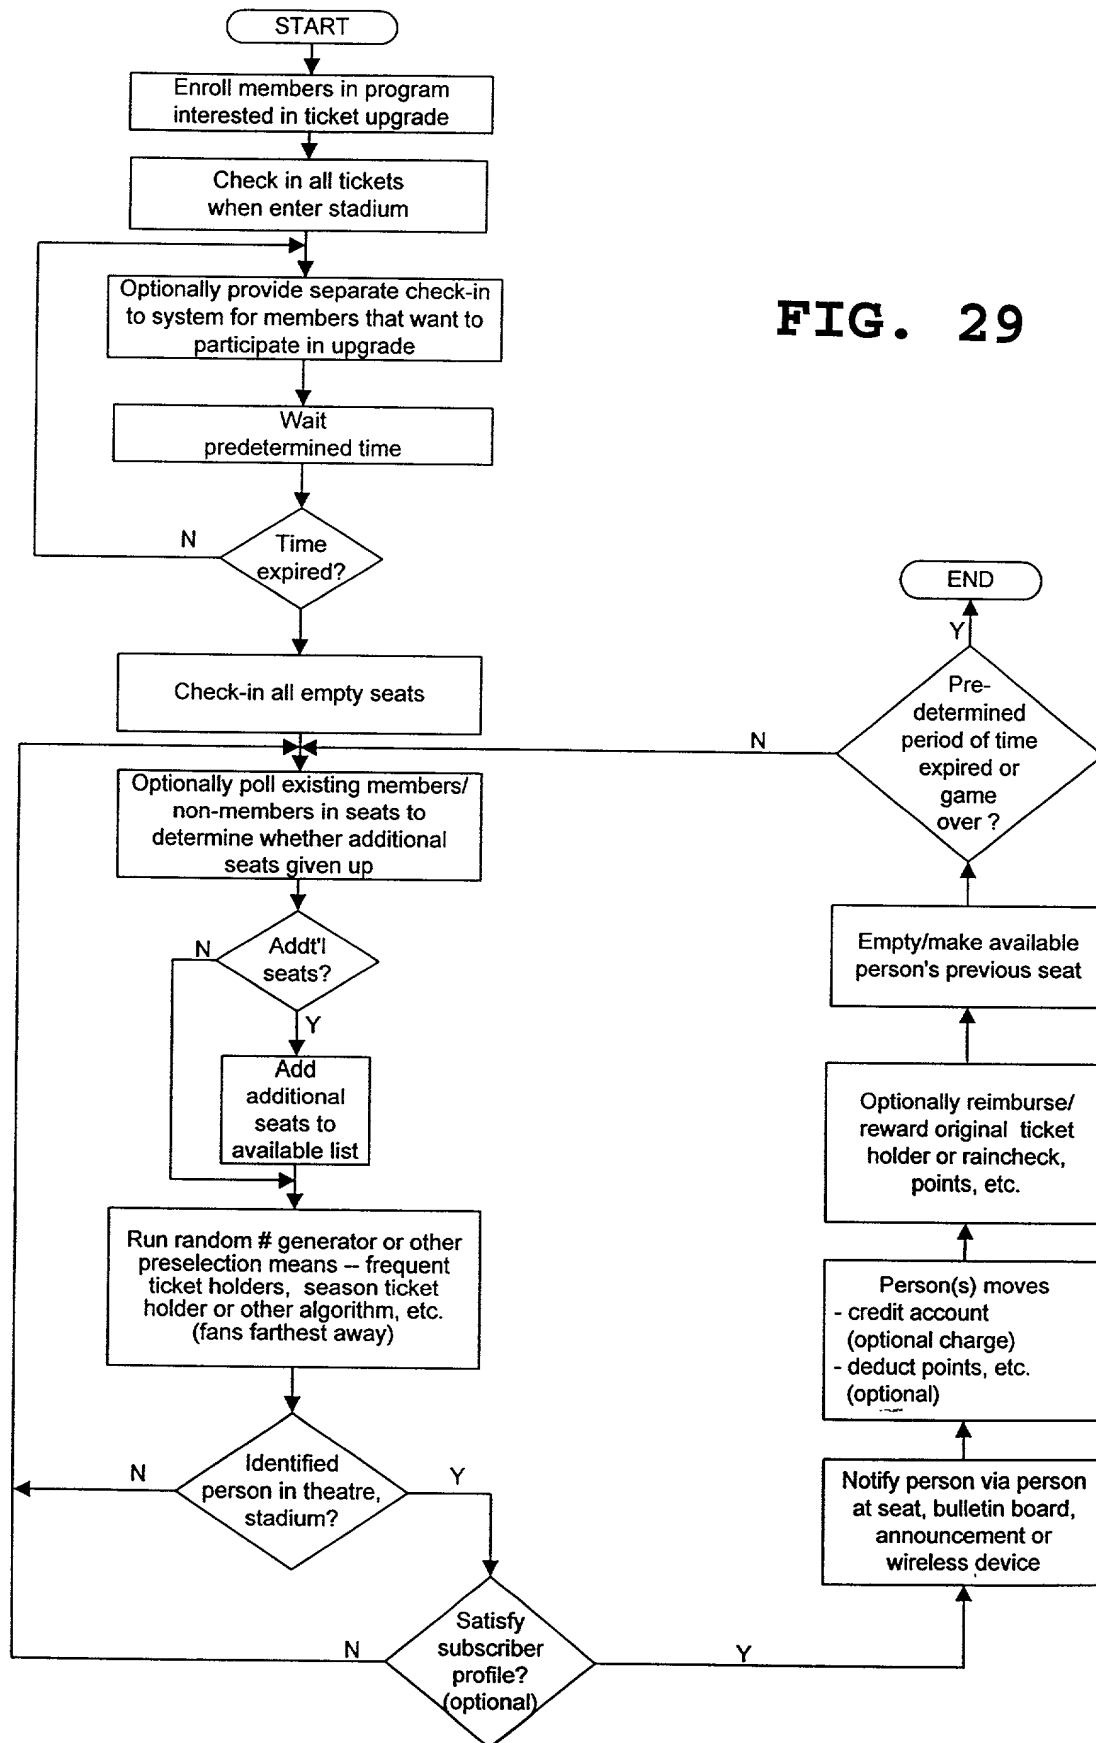 START
Enroll members in program
interested in ticket upgrade
Check in all tickets
when enter stadium
Optionally provide separate check-in
to system for members that want to
participate in upgrade
FIG. 29
Wait
predetermined time
N
Time
expired?
Check-in all empty seats
Optionally poll existing members/
non-members in seats to
determine whether additional
seats given up
N
Addt'l
seats?
Y
Add
additional
seats to
available list
Run random # generator or other
preselection means -- frequent
ticket holders, season ticket
holder or other algorithm, etc.
(fans farthest away)
N
Identified
person in theatre,
stadium?
Y
N
Satisfy
subscriber
profile?
(optional)
Y
Notify person via person
at seat, bulletin board,
announcement or
wireless device
Person(s) moves
- credit account
(optional charge)
- deduct points, etc.
(optional)
Optionally reimburse/
reward original ticket
holder or raincheck,
points, etc.
Empty/make available
person's previous seat
Pre-
determined
period of time
expired or
game
over ?
N
Y
END